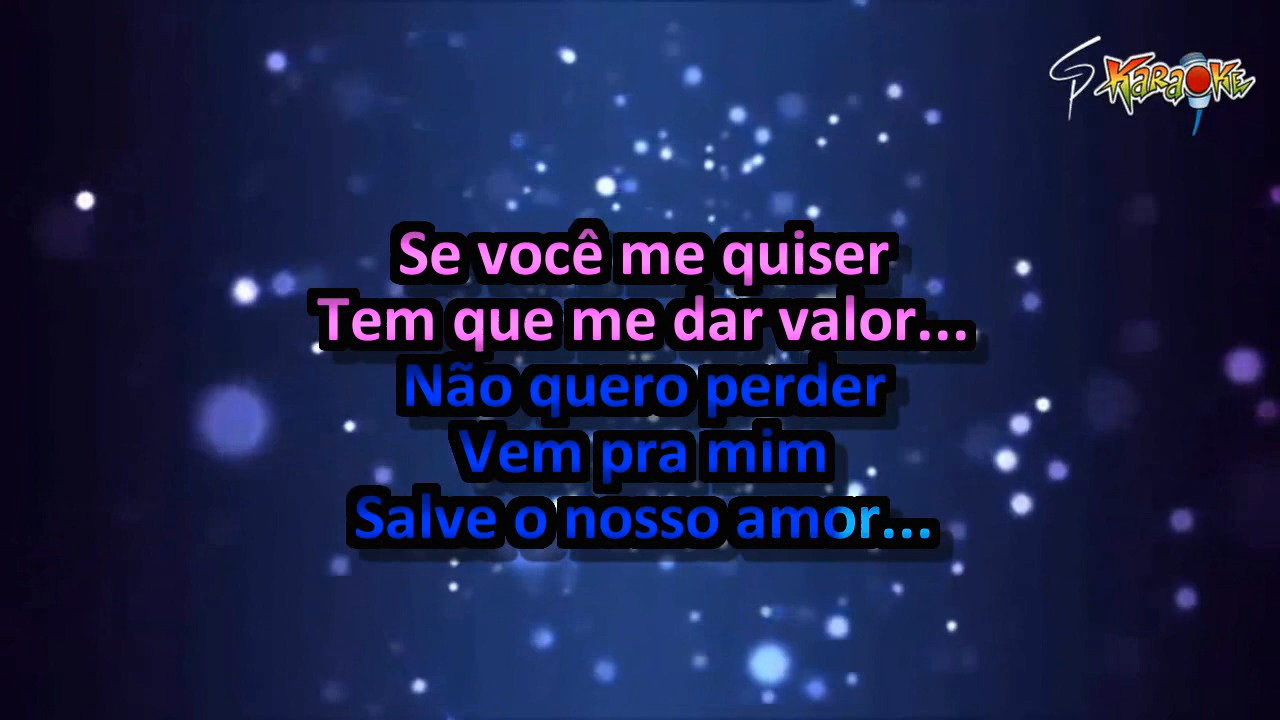 SP KARAOKE
Se você me quiser
Tem que me dar valor...
Não quero perder
Vem pra mim
Salve o nosso amor...